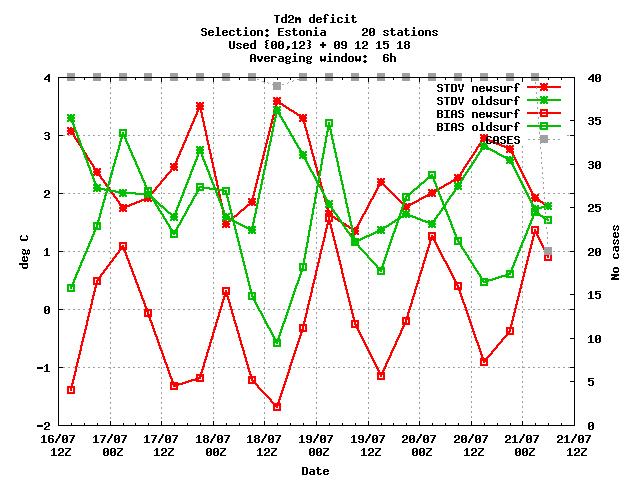 Td2m deficit
Selection: Estonia     20 stations
Used {00,12} + 09 12 15 18
Averaging window:  6h
STDV newsurf
STDV oldsurf
BIAS newsurf
BIAS oldsurf
CASES
4
3
2
1
0
-1
-2
deg C
40
35
30
25
20
15
10
5
0
No cases
16/07 17/07 17/07 18/07 18/07 19/07 19/07 20/07 20/07 21/07 21/07
12Z 00Z 12Z 00Z 12Z 00Z 12Z 00Z 12Z 00Z 12Z
Date